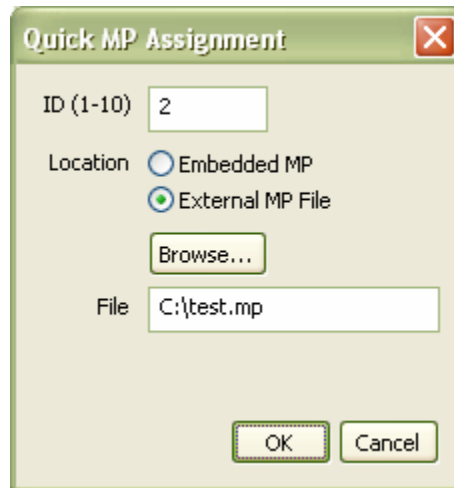 Quick MP Assignment
ID (1-10) 2
Location Embedded MP
External MP File
Browse...
File C:\test.mp
OK Cancel